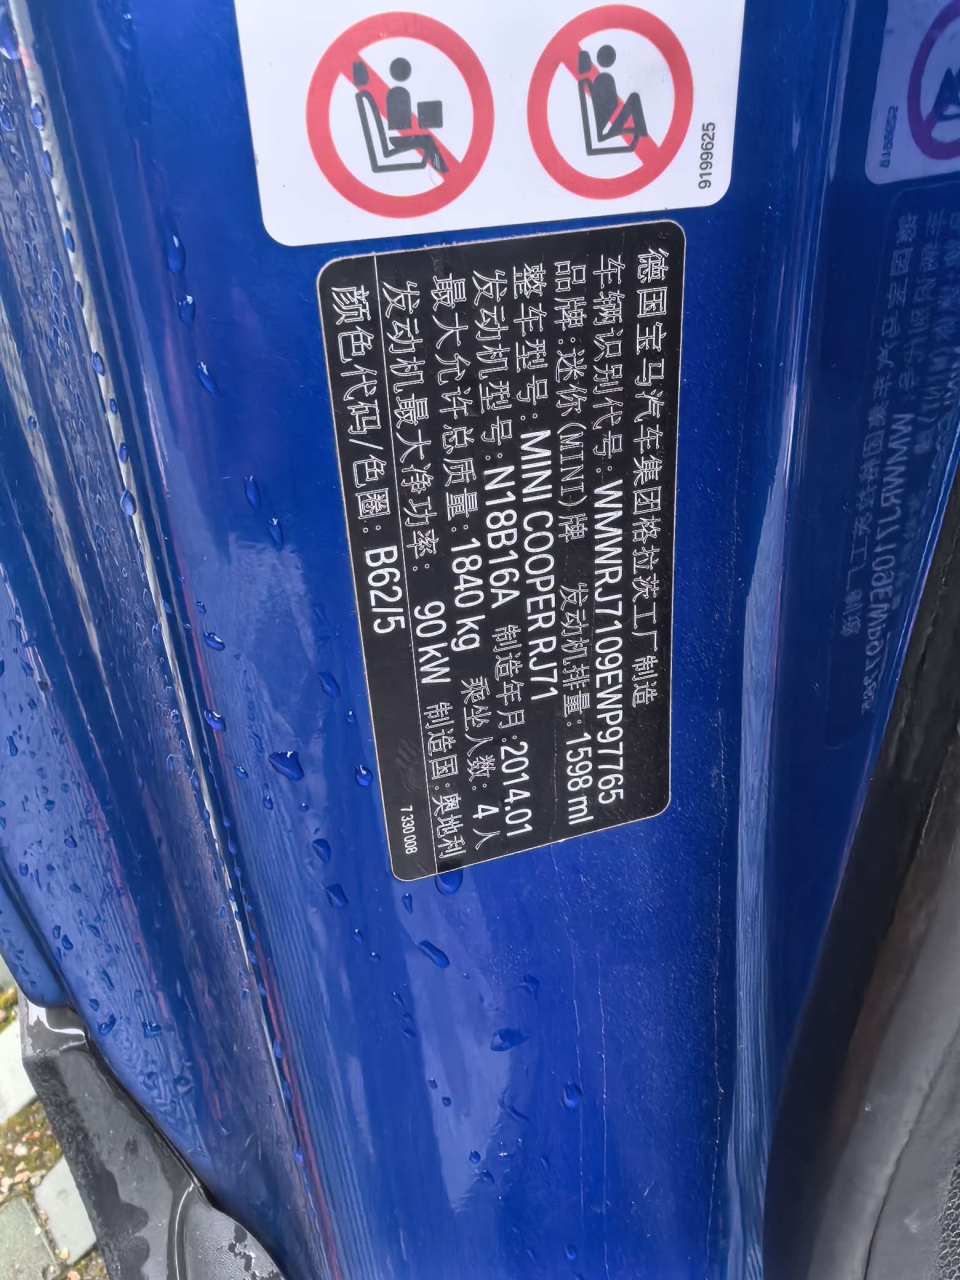 9199625
德国宝马汽车集团格拉茨工厂制造
车辆识别代号:WMWRJ7109EWP97765
品牌:迷你(MINI)牌 发动机排量:1598 ml
整车型号:MINI COOPER RJ71
发动机型号:N18B16A 制造年月:2014.01
最大允许总质量:1840 kg 乘坐人数:4 人
发动机最大净功率: 90 kW 制造国:奥地利
颜色代码/色圈: B62/5
7 330 008